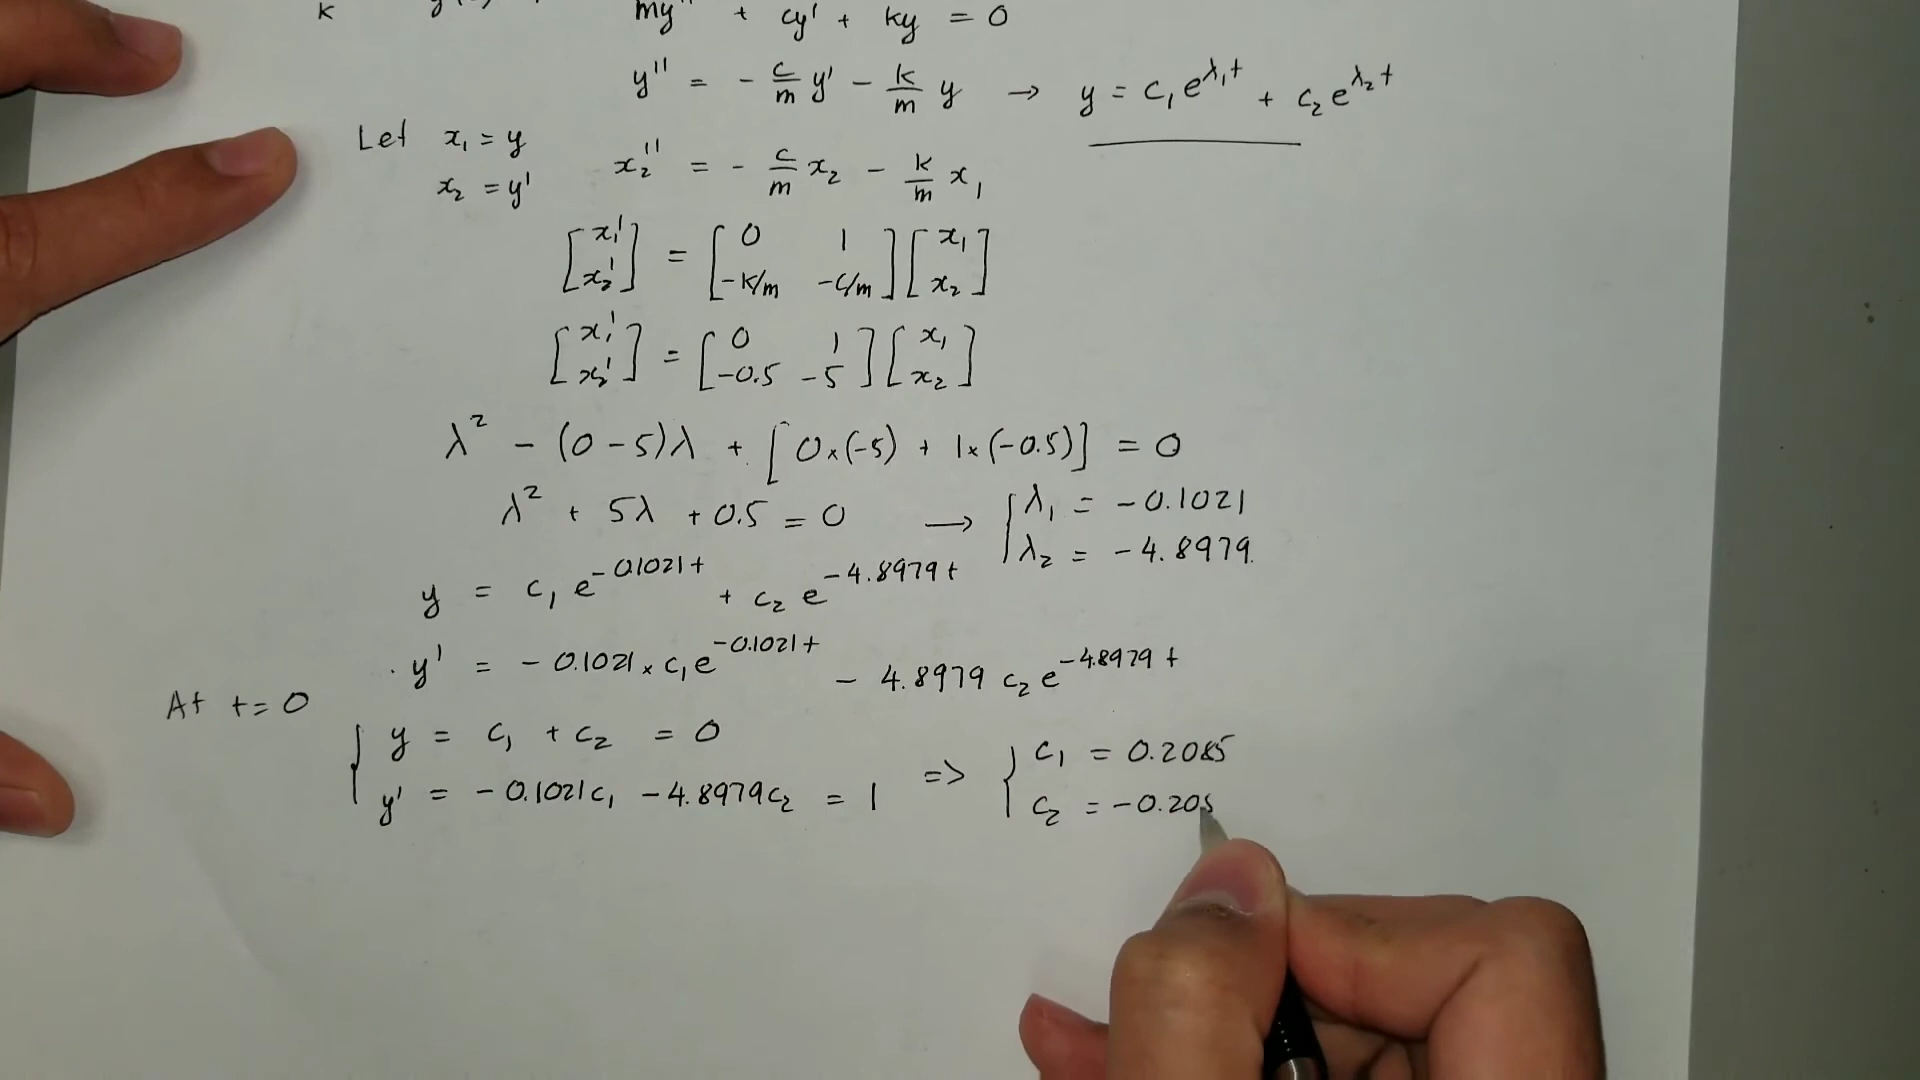 k my'' + cy' + ky = 0
y'' = - c/m y' - k/m y → y = c₁e^λ₁t + c₂e^λ₂t
Let x₁ = y
x₂'' = - c/m x₂ - k/m x₁
x₂ = y'
[x₁' x₂'] = [0 1 -k/m -c/m][x₁ x₂]
[x₁' x₂'] = [0 1 -0.5 -5][x₁ x₂]
λ² - (0 - 5)λ + [0×(-5) + 1×(-0.5)] = 0
λ² + 5λ + 0.5 = 0 → { λ₁ = -0.1021
λ₂ = -4.8979
y = c₁e^-0.1021t + c₂e^-4.8979t
y' = -0.1021 × c₁e^-0.1021t - 4.8979 c₂e^-4.8979t
At t = 0
{ y = c₁ + c₂ = 0 => { c₁ = 0.2085
y' = -0.1021c₁ - 4.8979c₂ = 1 c₂ = -0.208